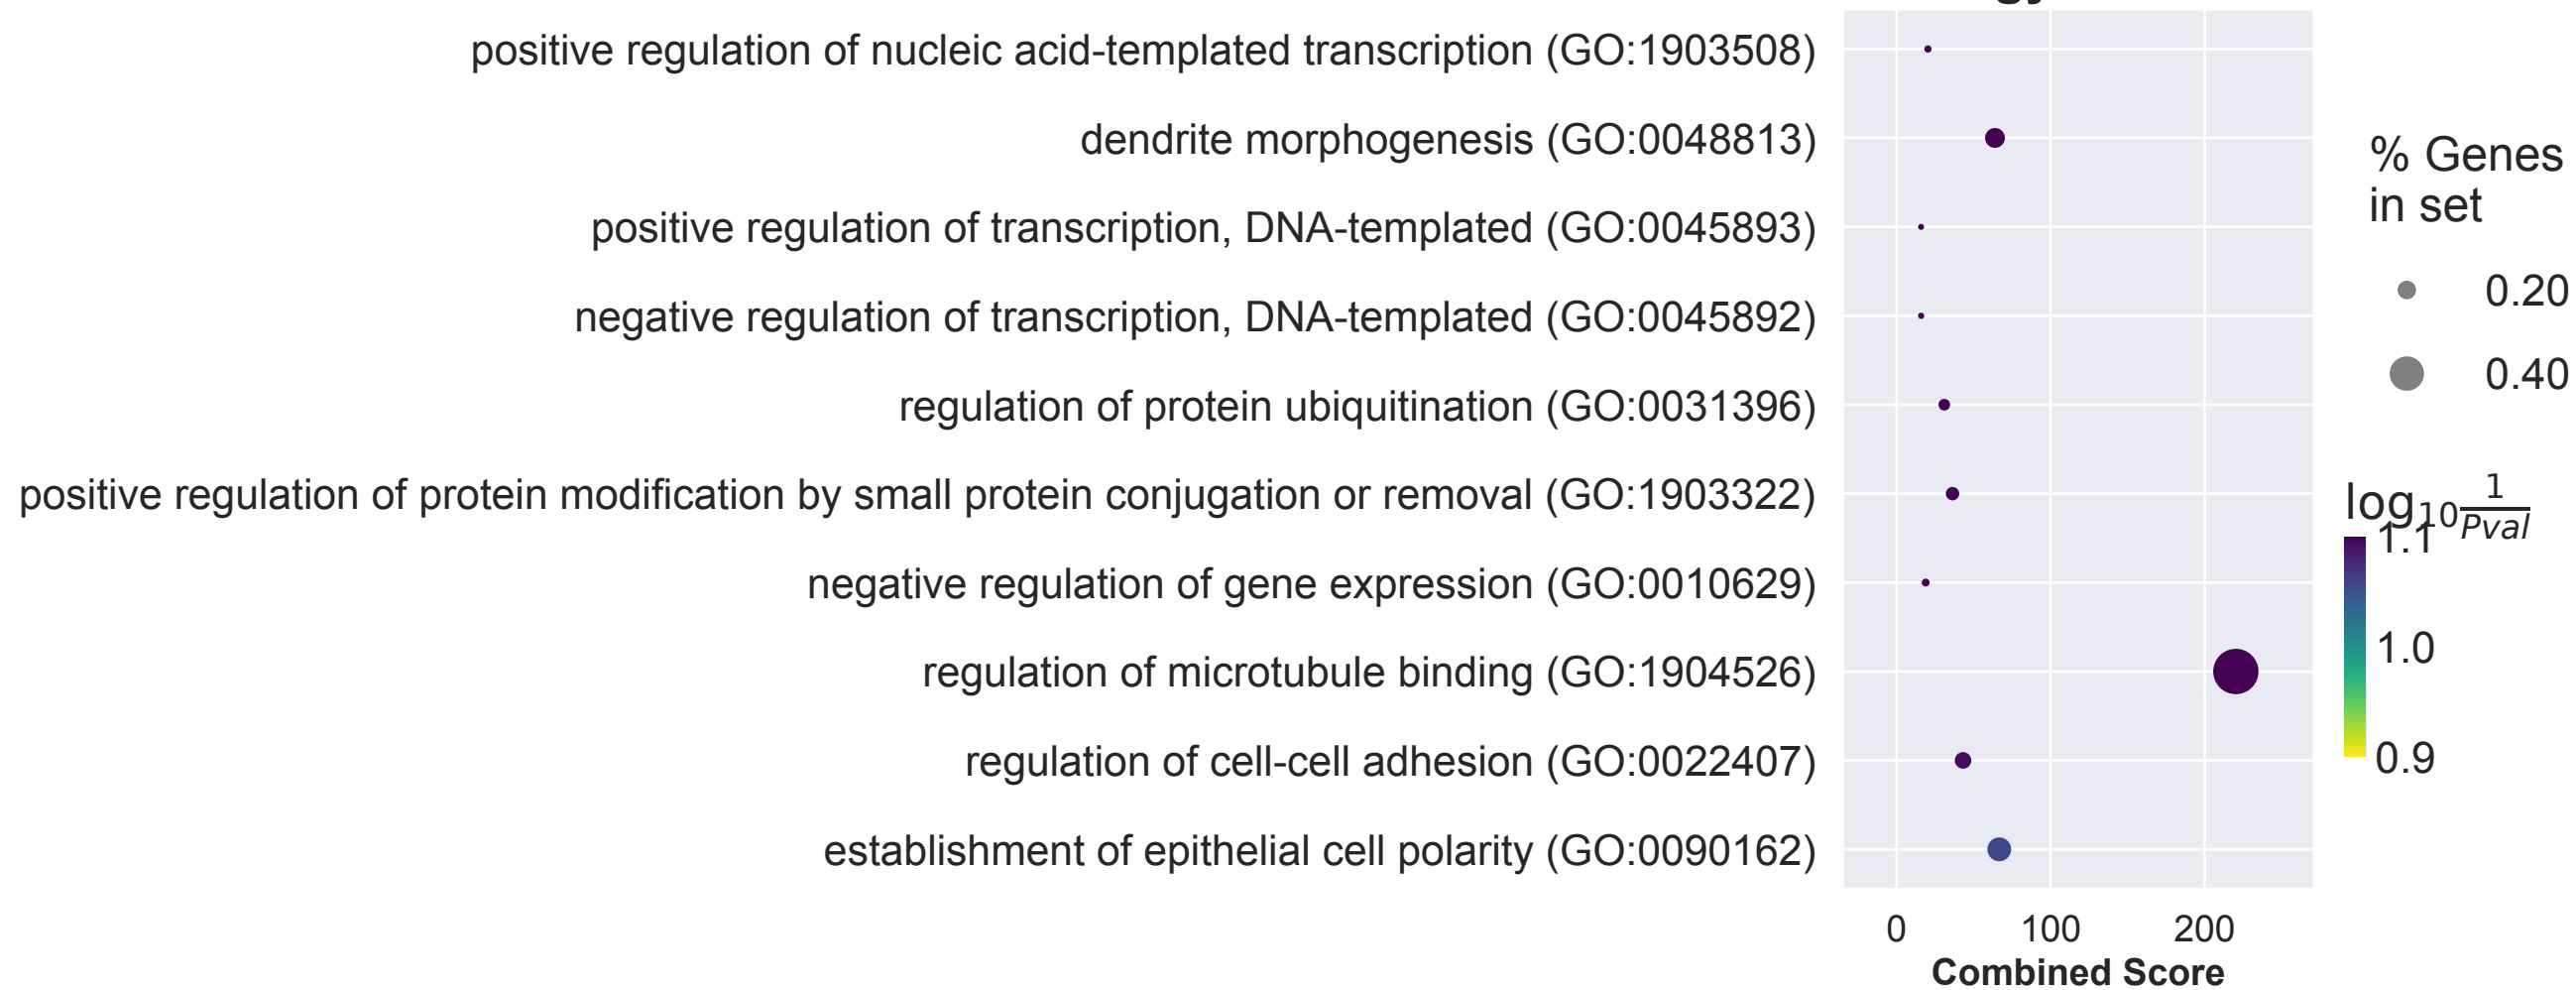 gy
positive regulation of nucleic acid-templated transcription (GO:1903508)
dendrite morphogenesis (GO:0048813)
positive regulation of transcription, DNA-templated (GO:0045893)
negative regulation of transcription, DNA-templated (GO:0045892)
regulation of protein ubiquitination (GO:0031396)
positive regulation of protein modification by small protein conjugation or removal (GO:1903322)
negative regulation of gene expression (GO:0010629)
regulation of microtubule binding (GO:1904526)
regulation of cell-cell adhesion (GO:0022407)
establishment of epithelial cell polarity (GO:0090162)
0 100 200
Combined Score
% Genes
in set
0.20
0.40
log₁₀ 1/Pval
1.1
1.0
0.9